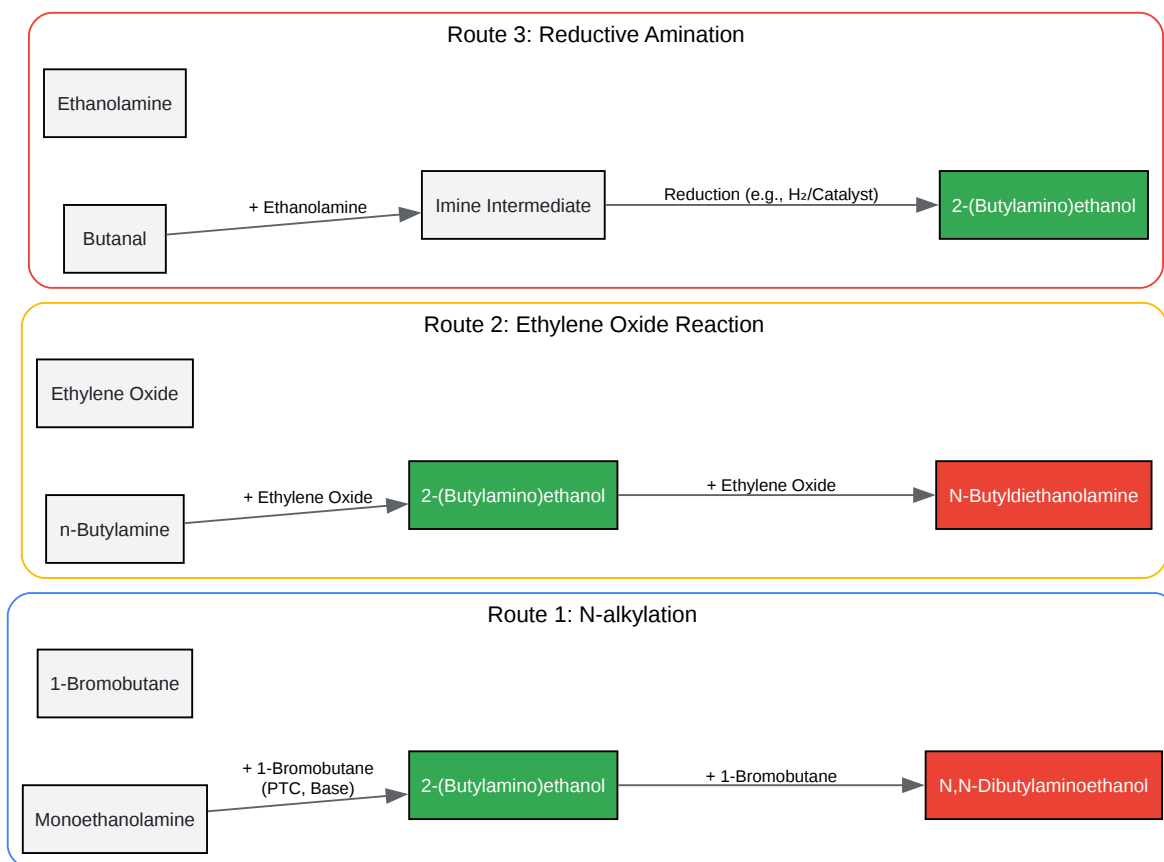 Route 3: Reductive Amination
Ethanolamine
Butanal
+ Ethanolamine
Imine Intermediate
Reduction (e.g., H₂/Catalyst)
2-(Butylamino)ethanol
Route 2: Ethylene Oxide Reaction
Ethylene Oxide
n-Butylamine
+ Ethylene Oxide
2-(Butylamino)ethanol
+ Ethylene Oxide
N-Butyldiethanolamine
Route 1: N-alkylation
1-Bromobutane
Monoethanolamine
+ 1-Bromobutane
(PTC, Base)
2-(Butylamino)ethanol
+ 1-Bromobutane
N,N-Dibutylaminoethanol